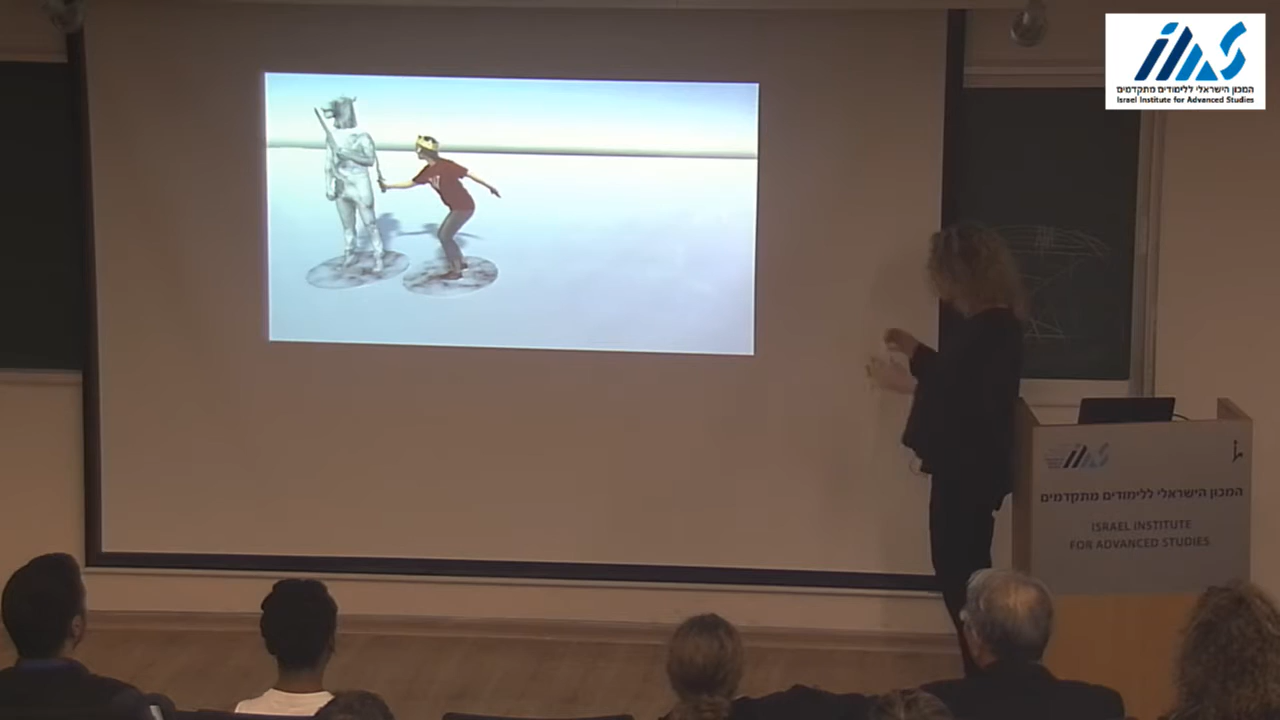 המכון הישראלי ללימודים מתקדמים
Israel Institute for Advanced Studies
המכון הישראלי ללימודים מתקדמים
ISRAEL INSTITUTE
FOR ADVANCED STUDIES